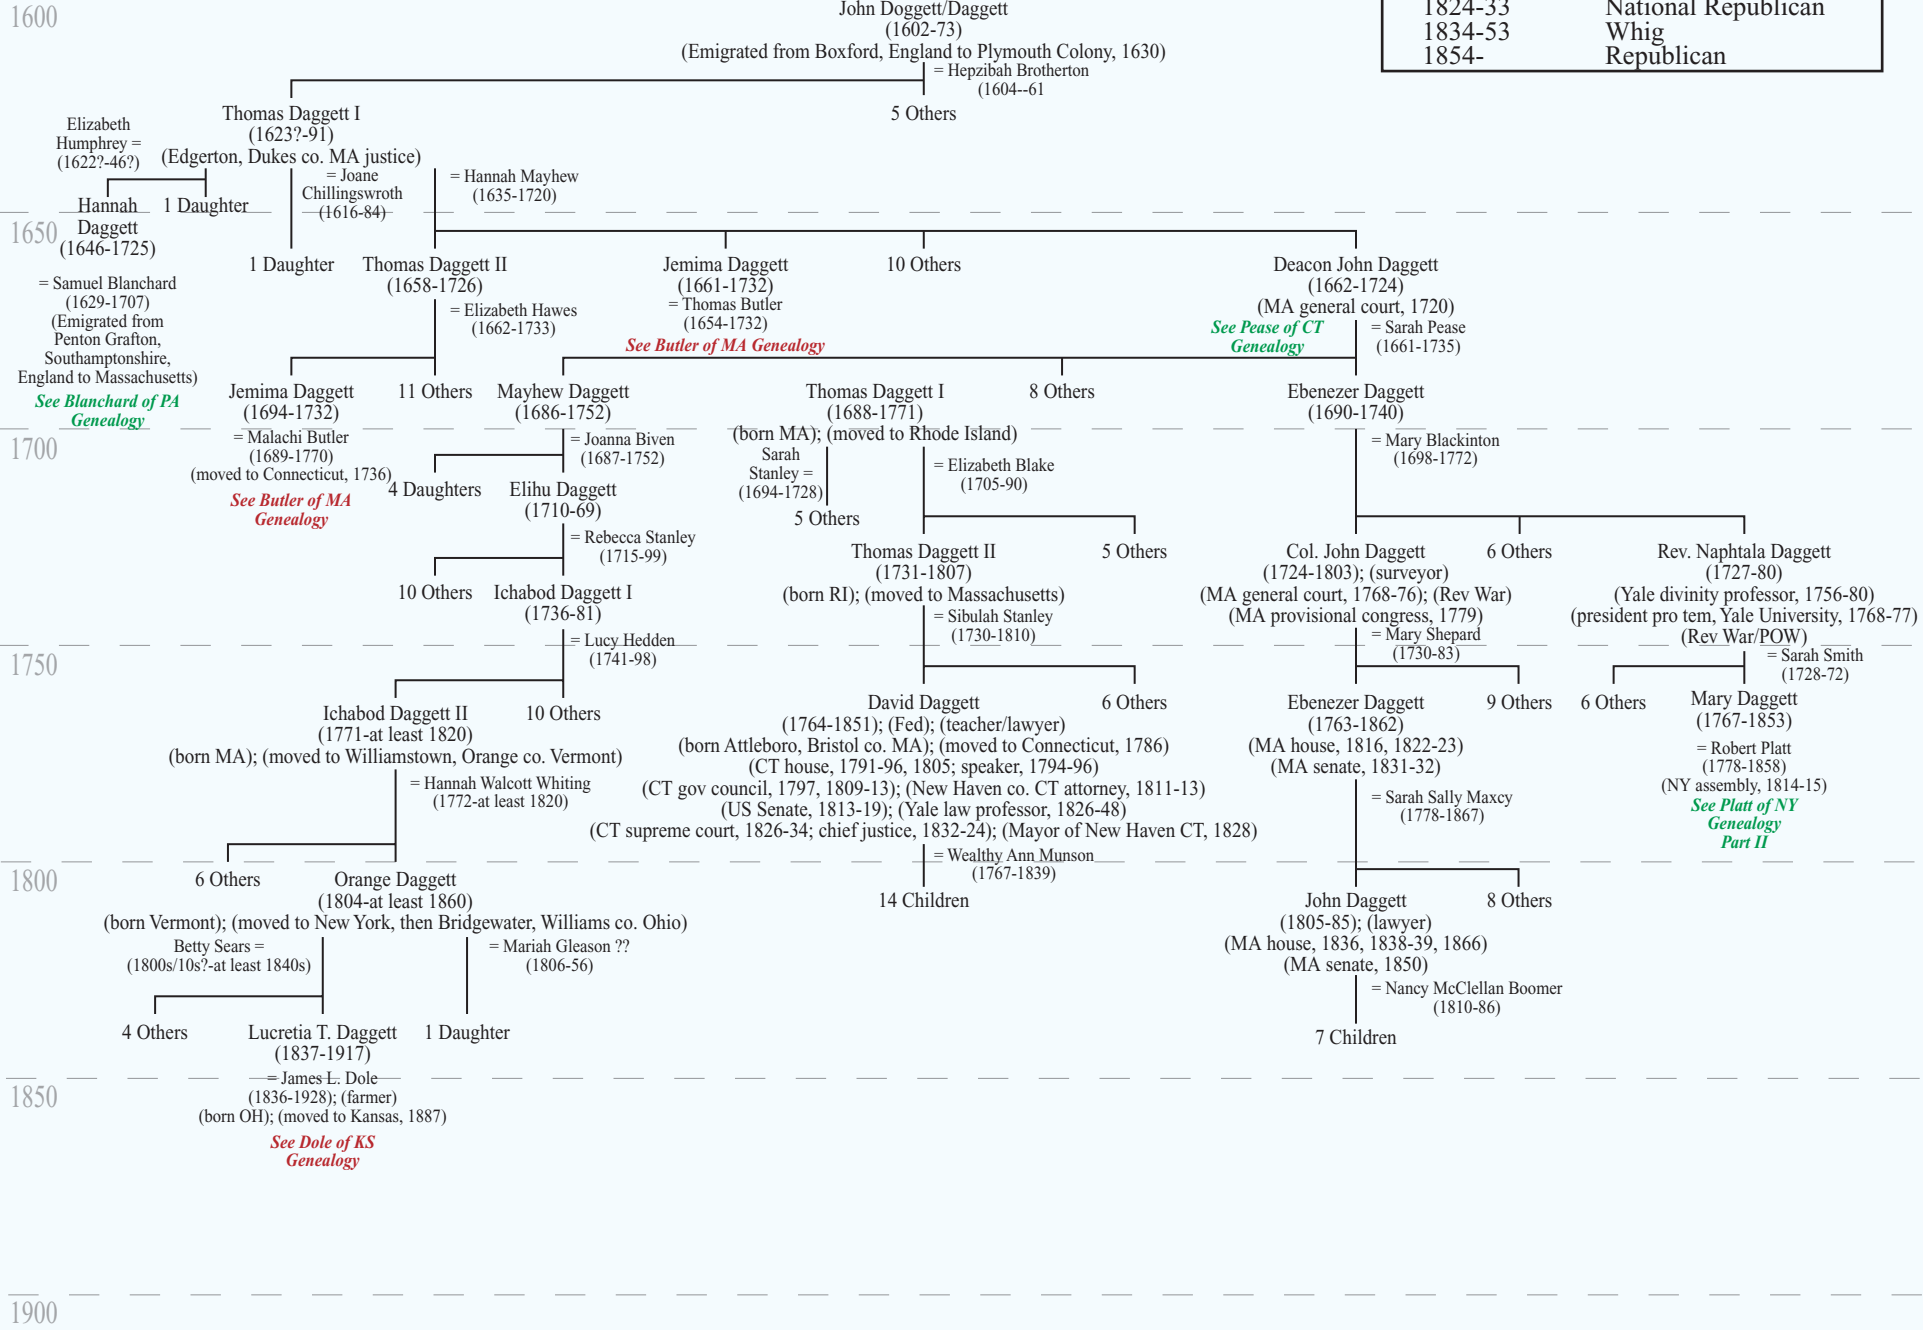 1600
John Doggett/Daggett
(1602-73)
(Emigrated from Boxford, England to Plymouth Colony, 1630)
1824-33 National Republican
1834-53 Whig
1854- Republican
= Hepzibah Brotherton
(1604--61
5 Others
Thomas Daggett I
(1623?-91)
(Edgerton, Dukes co. MA justice)
Elizabeth
Humphrey =
(1622?-46?)
= Joane
Chillingswroth
(1616-84)
= Hannah Mayhew
(1635-1720)
Hannah
Daggett
(1646-1725)
1 Daughter
1650
= Samuel Blanchard
(1629-1707)
(Emigrated from
Penton Grafton,
Southamptonshire,
England to Massachusetts)
See Blanchard of PA
Genealogy
1 Daughter
Thomas Daggett II
(1658-1726)
= Elizabeth Hawes
(1662-1733)
Jemima Daggett
(1661-1732)
= Thomas Butler
(1654-1732)
See Butler of MA Genealogy
10 Others
Deacon John Daggett
(1662-1724)
(MA general court, 1720)
See Pease of CT
Genealogy
= Sarah Pease
(1661-1735)
Jemima Daggett
(1694-1732)
= Malachi Butler
(1689-1770)
(moved to Connecticut, 1736)
See Butler of MA
Genealogy
11 Others
Mayhew Daggett
(1686-1752)
= Joanna Biven
(1687-1752)
Thomas Daggett I
(1688-1771)
(born MA); (moved to Rhode Island)
Sarah
Stanley =
(1694-1728)
= Elizabeth Blake
(1705-90)
8 Others
Ebenezer Daggett
(1690-1740)
= Mary Blackinton
(1698-1772)
1700
4 Daughters
Elihu Daggett
(1710-69)
= Rebecca Stanley
(1715-99)
5 Others
10 Others
Ichabod Daggett I
(1736-81)
= Lucy Hedden
(1741-98)
Thomas Daggett II
(1731-1807)
(born RI); (moved to Massachusetts)
= Sibulah Stanley
(1730-1810)
5 Others
Col. John Daggett
(1724-1803); (surveyor)
(MA general court, 1768-76); (Rev War)
(MA provisional congress, 1779)
= Mary Shepard
(1730-83)
6 Others
Rev. Naphtala Daggett
(1727-80)
(Yale divinity professor, 1756-80)
(president pro tem, Yale University, 1768-77)
(Rev War/POW)
= Sarah Smith
(1728-72)
1750
Ichabod Daggett II
(1771-at least 1820)
(born MA); (moved to Williamstown, Orange co. Vermont)
= Hannah Walcott Whiting
(1772-at least 1820)
10 Others
David Daggett
(1764-1851); (Fed); (teacher/lawyer)
(born Attleboro, Bristol co. MA); (moved to Connecticut, 1786)
(CT house, 1791-96, 1805; speaker, 1794-96)
(CT gov council, 1797, 1809-13); (New Haven co. CT attorney, 1811-13)
(US Senate, 1813-19); (Yale law professor, 1826-48)
(CT supreme court, 1826-34; chief justice, 1832-24); (Mayor of New Haven CT, 1828)
= Wealthy Ann Munson
(1767-1839)
6 Others
Ebenezer Daggett
(1763-1862)
(MA house, 1816, 1822-23)
(MA senate, 1831-32)
= Sarah Sally Maxcy
(1778-1867)
9 Others
6 Others
Mary Daggett
(1767-1853)
= Robert Platt
(1778-1858)
(NY assembly, 1814-15)
See Platt of NY
Genealogy
Part II
1800
6 Others
Orange Daggett
(1804-at least 1860)
(born Vermont); (moved to New York, then Bridgewater, Williams co. Ohio)
Betty Sears =
(1800s/10s?-at least 1840s)
= Mariah Gleason ??
(1806-56)
14 Children
John Daggett
(1805-85); (lawyer)
(MA house, 1836, 1838-39, 1866)
(MA senate, 1850)
= Nancy McClellan Boomer
(1810-86)
8 Others
4 Others
Lucretia T. Daggett
(1837-1917)
1 Daughter
7 Children
= James L. Dole
(1836-1928); (farmer)
(born OH); (moved to Kansas, 1887)
See Dole of KS
Genealogy
1850
1900